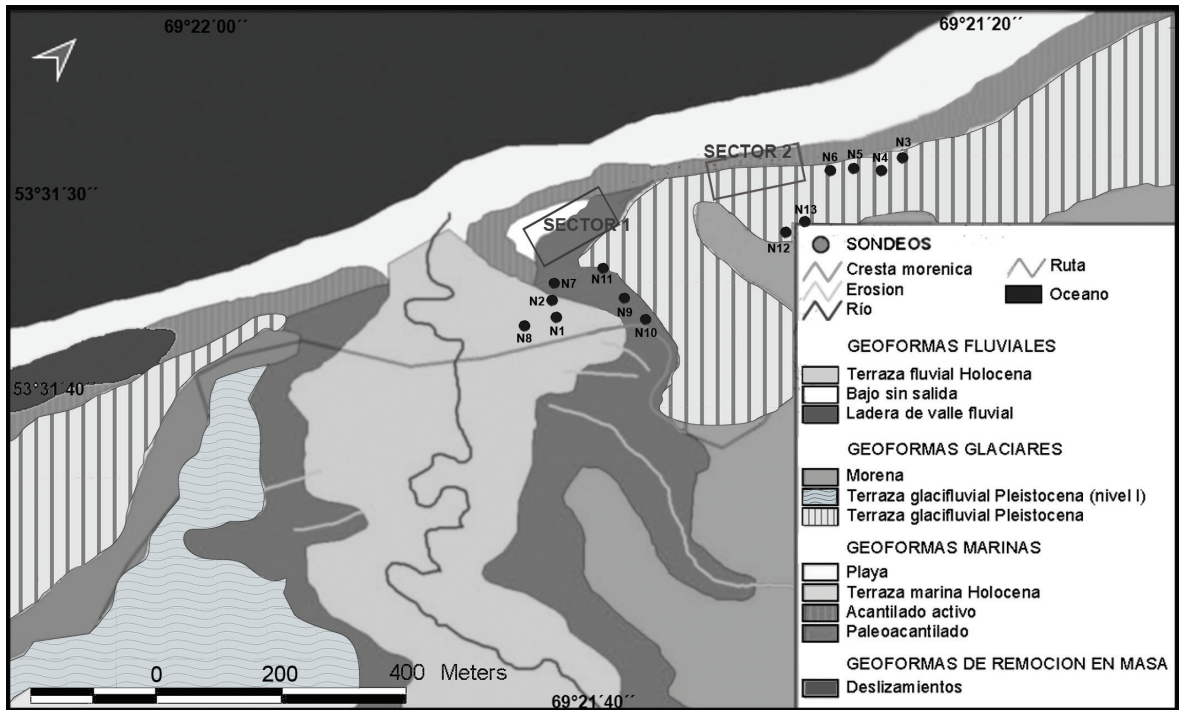 69°22´00´´
69°21´20´´
53°31´30´´
SECTOR 2
N6
N5
N4
N3
SECTOR 1
N13
N12
N11
N7
N2
N1
N8
N9
N10
53°31´40´´
SONDEOS
Cresta morenica
Erosion
Río
Ruta
Oceano
GEOFORMAS FLUVIALES
Terraza fluvial Holocena
Bajo sin salida
Ladera de valle fluvial
GEOFORMAS GLACIARES
Morena
Terraza glacifluvial Pleistocena (nivel I)
Terraza glacifluvial Pleistocena
GEOFORMAS MARINAS
Playa
Terraza marina Holocena
Acantilado activo
Paleoacantilado
GEOFORMAS DE REMOCION EN MASA
Deslizamientos
0 200 400 Meters
69°21´40´´